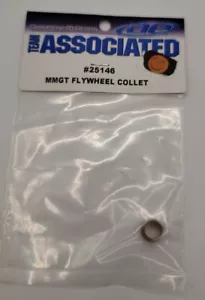 TEAM
ASSOCIATED
#25146
MMGT FLYWHEEL COLLET